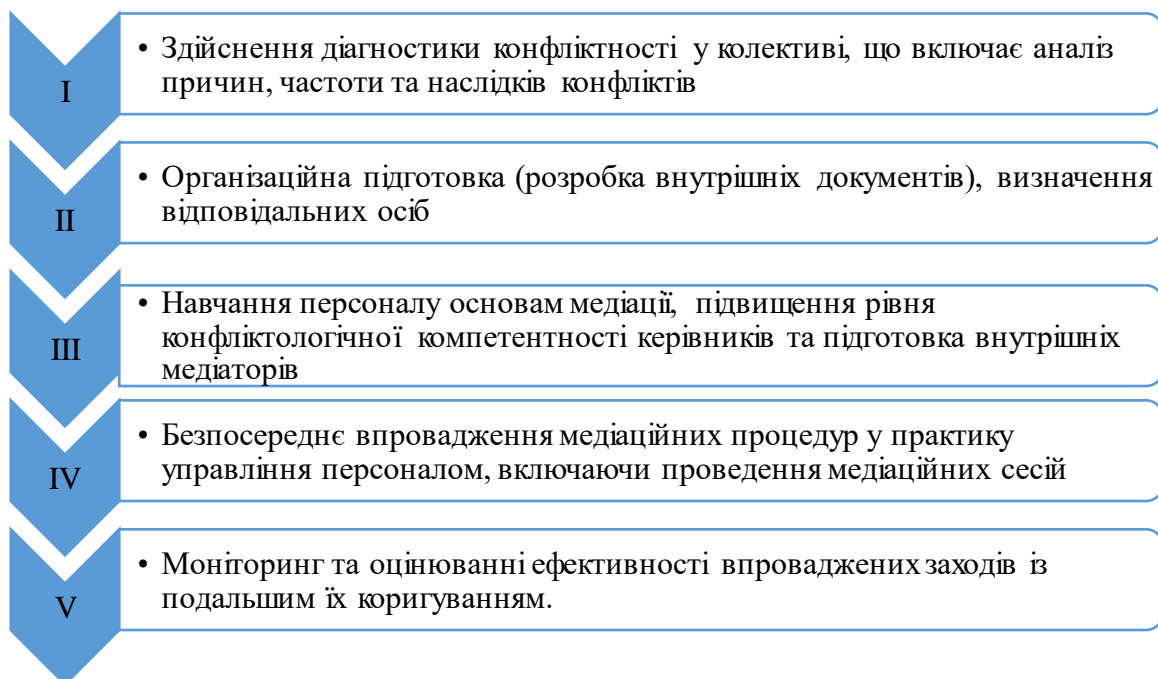 I
• Здійснення діагностики конфліктності у колективі, що включає аналіз
причин, частоти та наслідків конфліктів
II
• Організаційна підготовка (розробка внутрішніх документів), визначення
відповідальних осіб
III
• Навчання персоналу основам медіації, підвищення рівня
конфліктологічної компетентності керівників та підготовка внутрішніх
медіаторів
IV
• Безпосереднє впровадження медіаційних процедур у практику
управління персоналом, включаючи проведення медіаційних сесій
V
• Моніторинг та оцінюванні ефективності впроваджених заходів із
подальшим їх коригуванням.